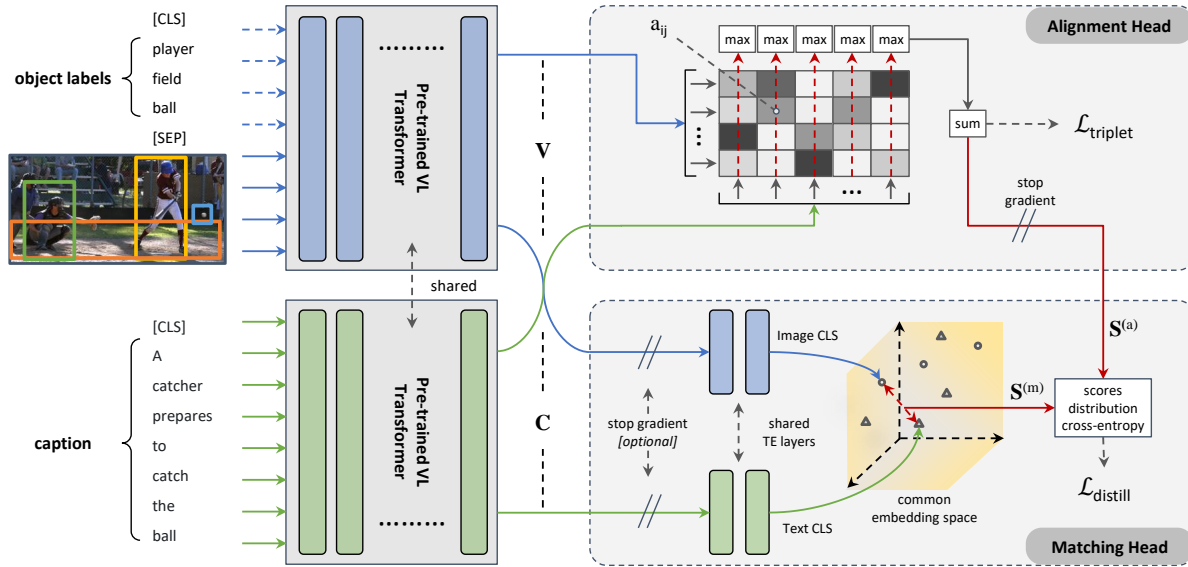 [CLS]
player
field
ball
[SEP]
object labels
Pre-trained VL
Transformer
shared
[CLS]
A
catcher
prepares
to
catch
the
ball
caption
Pre-trained VL
Transformer
V
C
Alignment Head
a_ij
max max max max max
sum
ℒ_triplet
stop
gradient
S^(a)
Image CLS
stop gradient
[optional]
shared
TE layers
Text CLS
common
embedding space
S^(m)
scores
distribution
cross-entropy
ℒ_distill
Matching Head